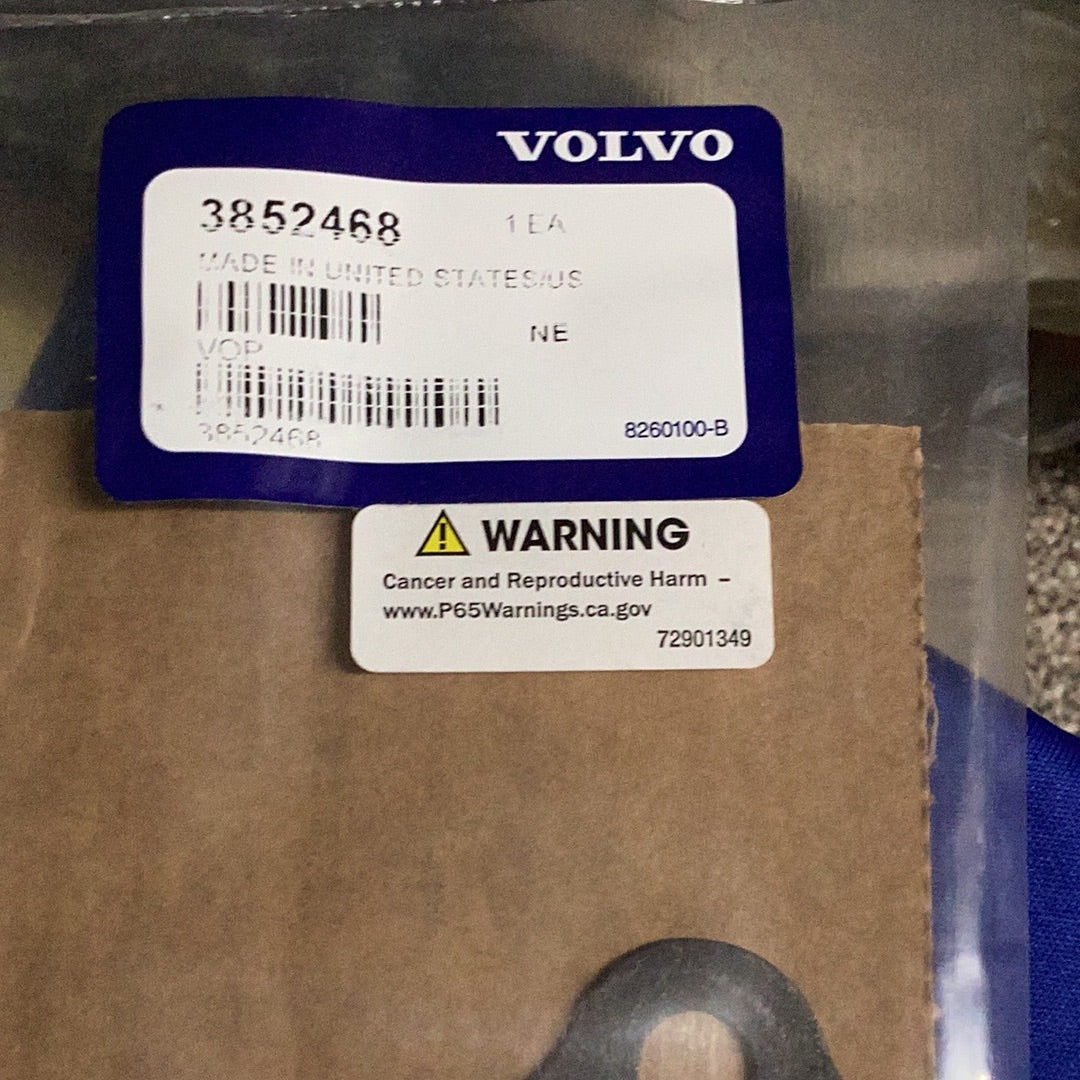 VOLVO
3852468 1 EA
MADE IN UNITED STATES/US
NE
VOP
3852468
8260100-B
WARNING
Cancer and Reproductive Harm –
www.P65Warnings.ca.gov
72901349